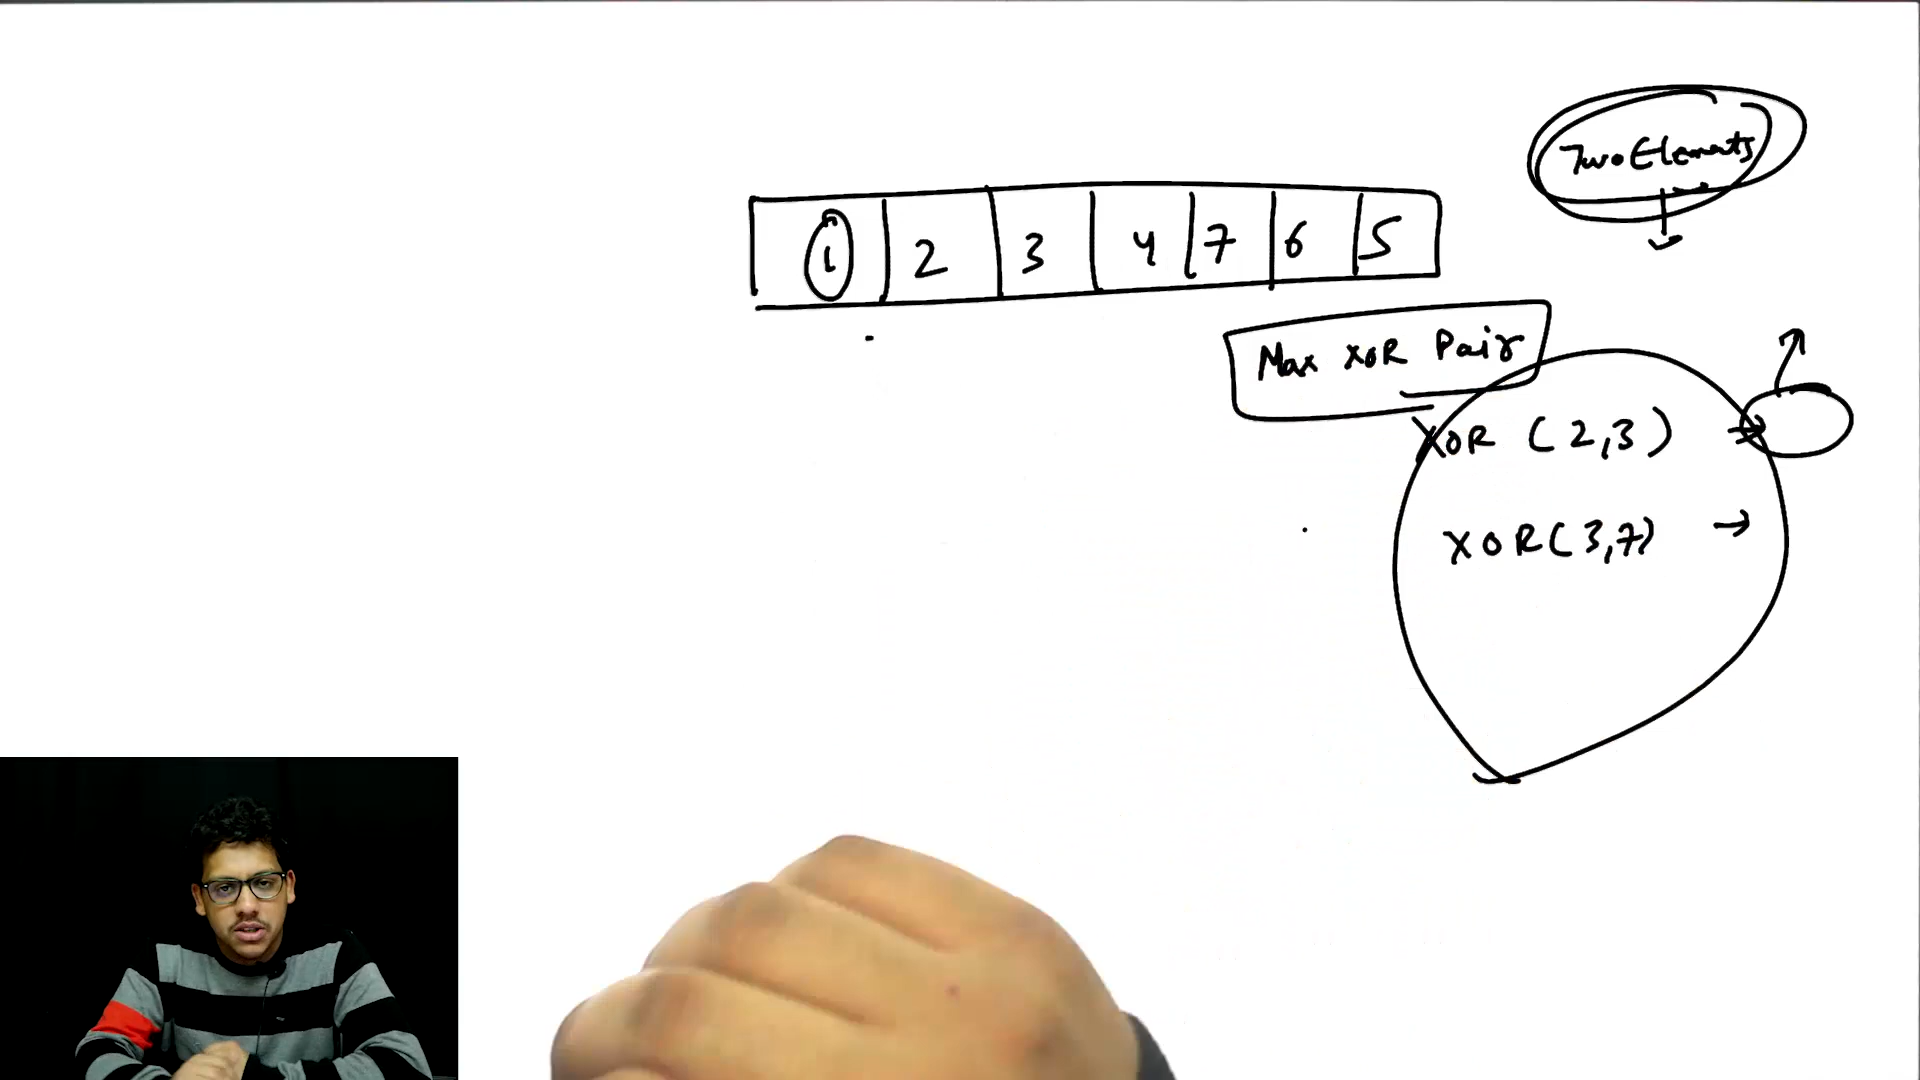 Two Elements
1 2 3 4 7 6 5
Max XOR Pair
XOR (2,3) →
XOR(3,7) →